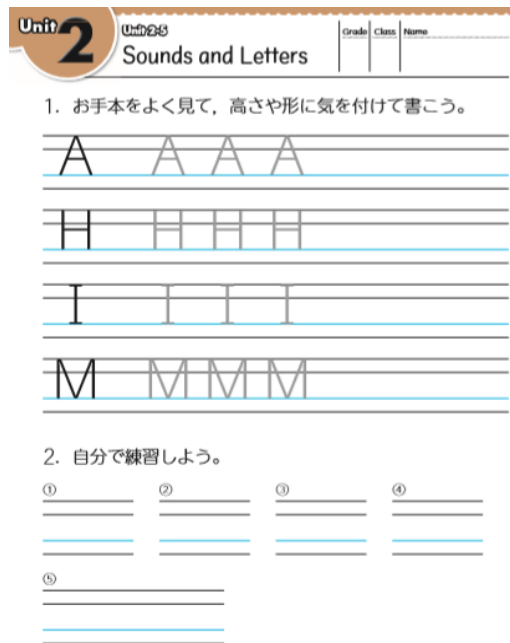 Unit 2
Unit 2-5
Sounds and Letters
Grade Class Name
1. お手本をよく見て，高さや形に気を付けて書こう。
A A A A
H H H H
I I I I
M M M M
2. 自分で練習しよう。
① ② ③ ④
⑤